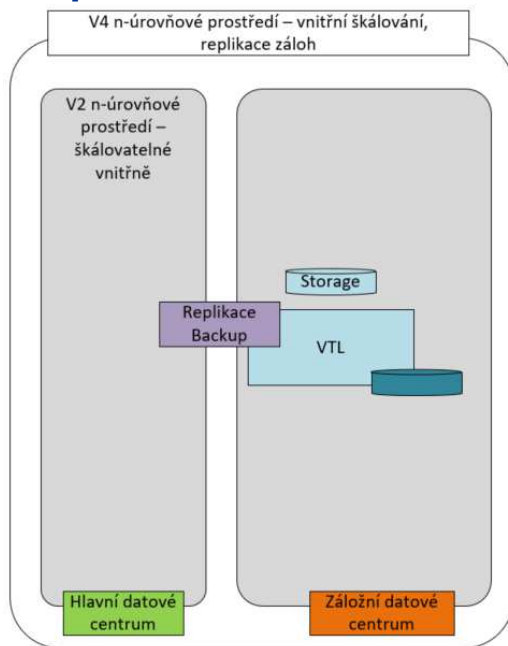 V4 n-úrovňové prostředí – vnitřní škálování,
replikace záloh
V2 n-úrovňové
prostředí –
škálovatelné
vnitřně
Storage
Replikace
Backup
VTL
Hlavní datové
centrum
Záložní datové
centrum